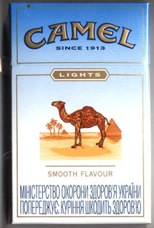 CAMEL
SINCE 1913
LIGHTS
SMOOTH FLAVOUR
МІНІСТЕРСТВО ОХОРОНИ ЗДОРОВ'Я УКРАЇНИ
ПОПЕРЕДЖУЄ: КУРІННЯ ШКОДИТЬ ЗДОРОВ'Ю